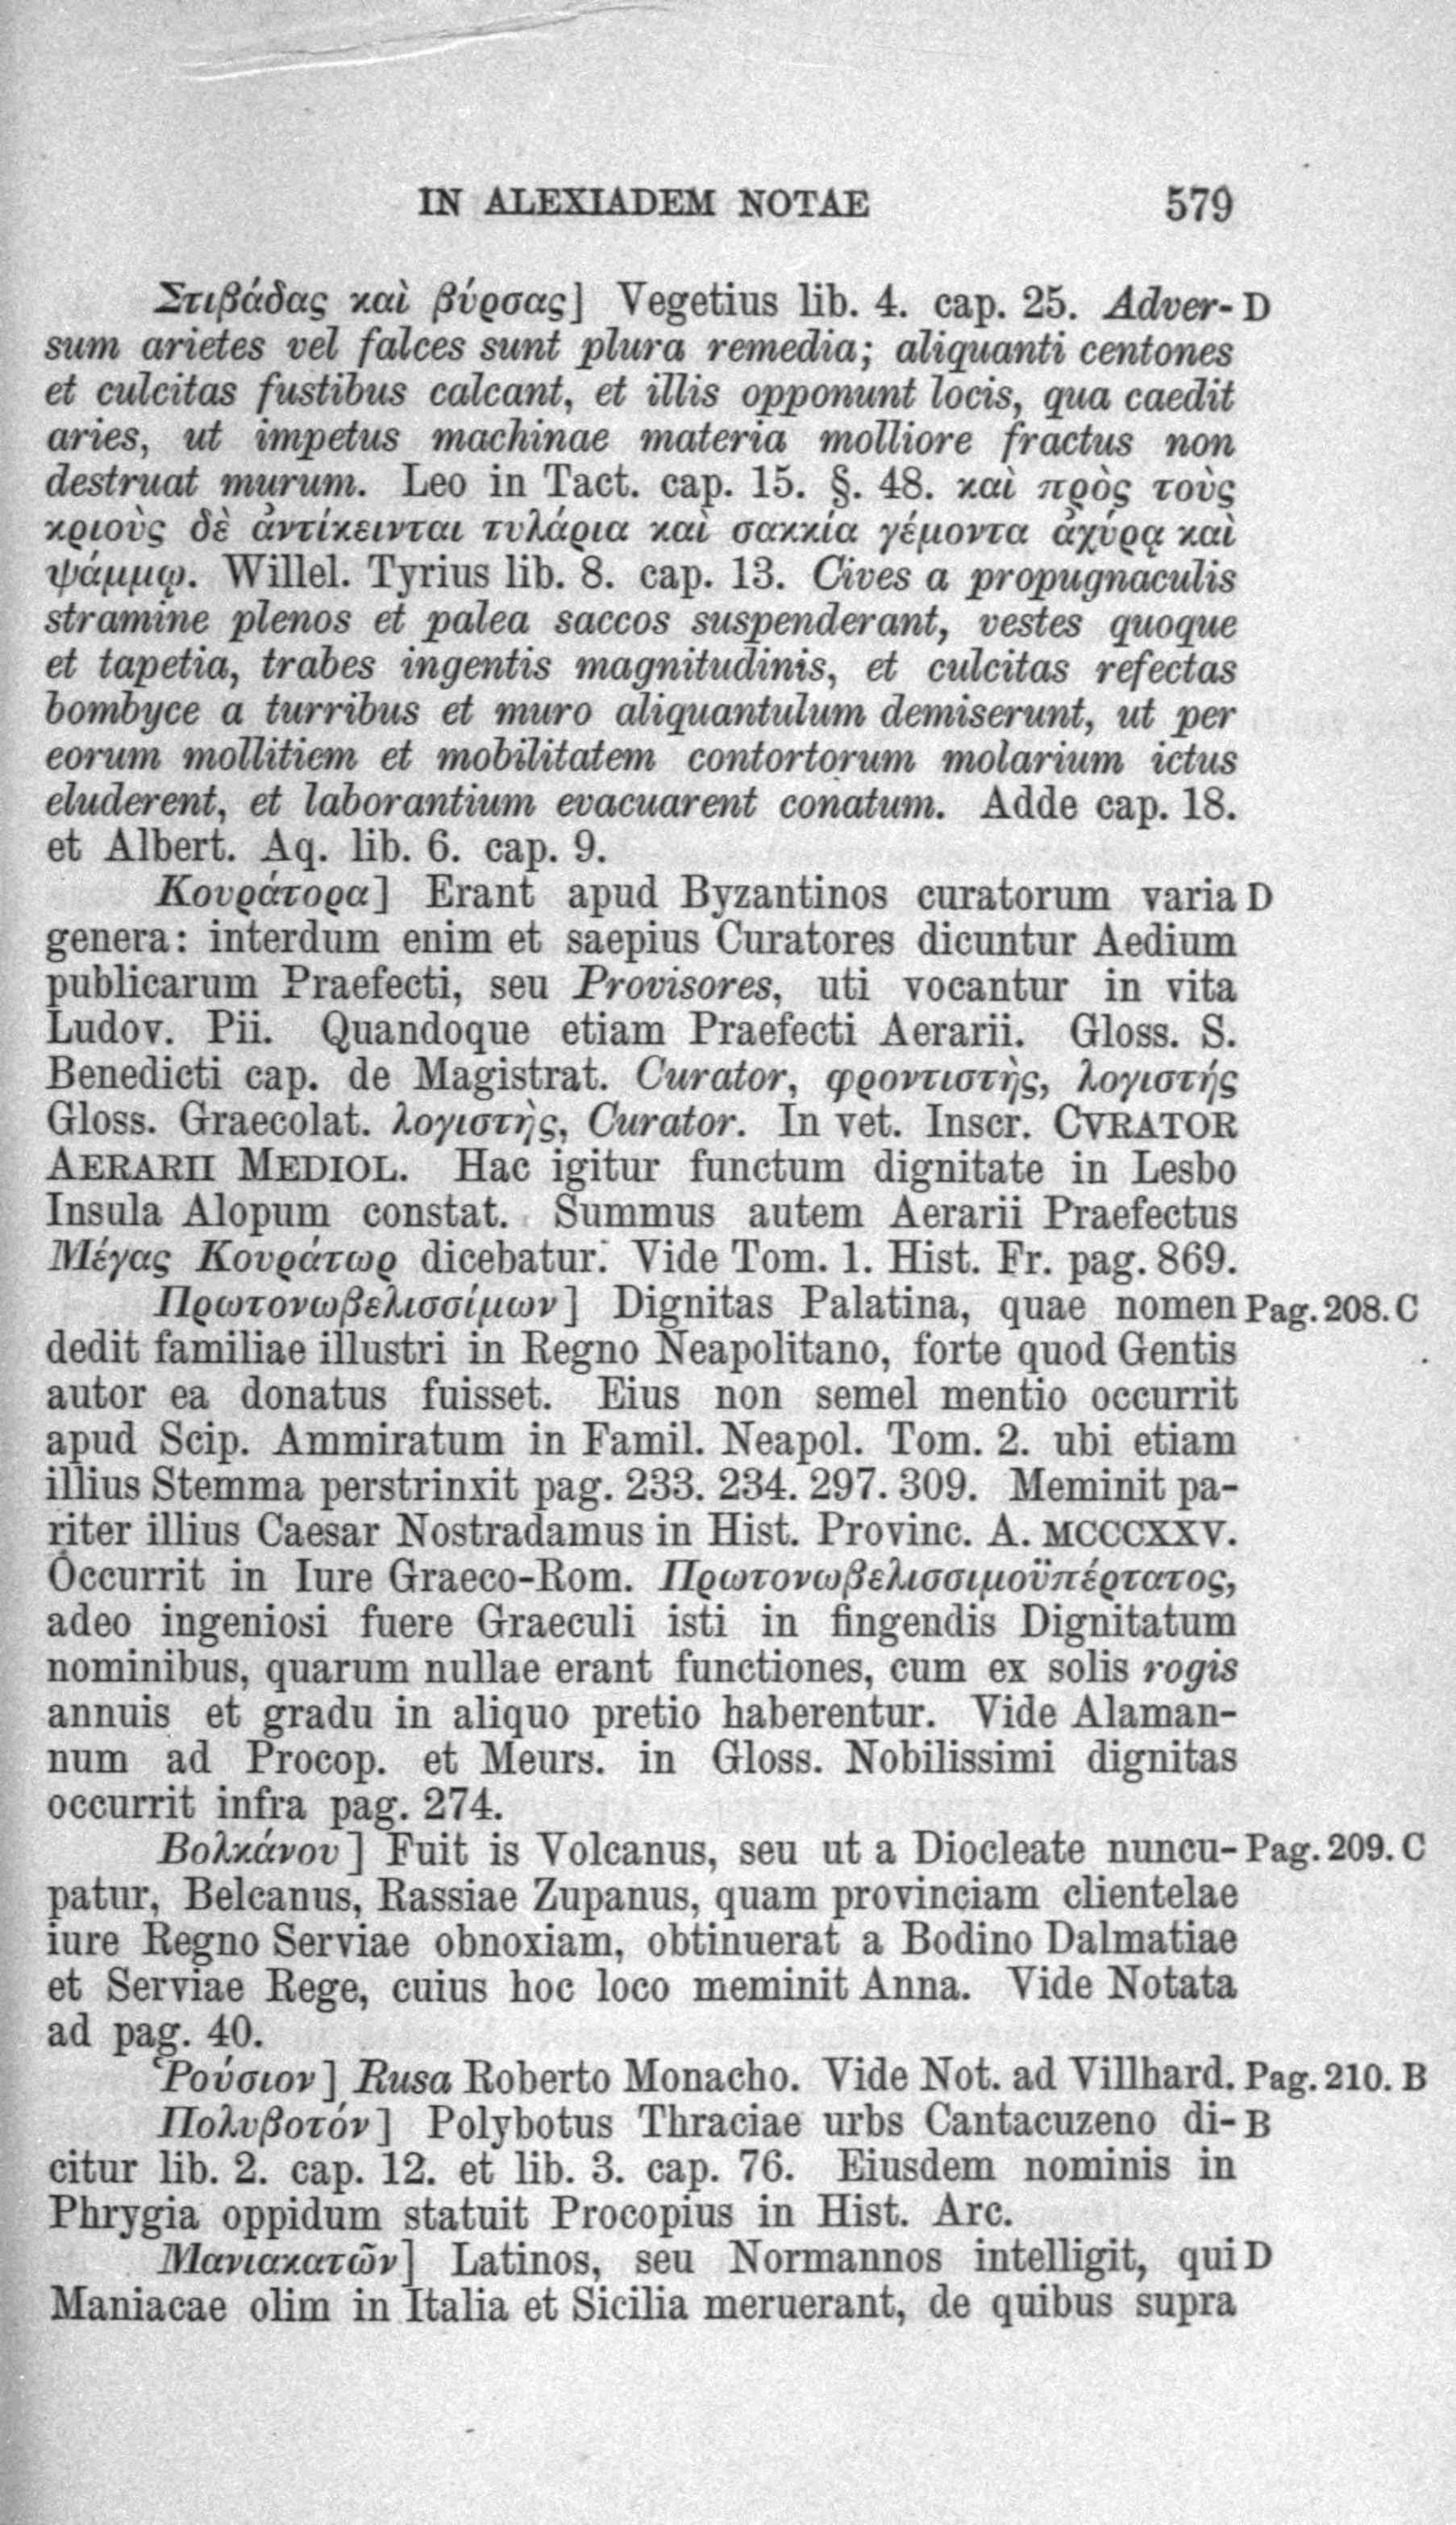 IN ALEXIADEM NOTAE 579
Στιβάδας καὶ βύρσας] Vegetius lib. 4. cap. 25. Adver- D
sum arietes vel falces sunt plura remedia; aliquanti centones
et culcitas fustibus calcant, et illis opponunt locis, qua caedit
aries, ut impetus machinae materia molliore fractus non
destruat murum. Leo in Tact. cap. 15. §. 48. καὶ πρὸς τοὺς
κριοὺς δὲ ἀντίκεινται τυλάρια καὶ σακκία γέμοντα ἀχύρᾳ καὶ
ψάμμῳ. Willel. Tyrius lib. 8. cap. 13. Cives a propugnaculis
stramine plenos et palea saccos suspenderant, vestes quoque
et tapetia, trabes ingentis magnitudinis, et culcitas refectas
bombyce a turribus et muro aliquantulum demiserunt, ut per
eorum mollitiem et mobilitatem contortorum molarium ictus
eluderent, et laborantium evacuarent conatum. Adde cap. 18.
et Albert. Aq. lib. 6. cap. 9.
Κουράτορα] Erant apud Byzantinos curatorum varia D
genera: interdum enim et saepius Curatores dicuntur Aedium
publicarum Praefecti, seu Provisores, uti vocantur in vita
Ludov. Pii. Quandoque etiam Praefecti Aerarii. Gloss. S.
Benedicti cap. de Magistrat. Curator, φροντιστὴς, λογιστής
Gloss. Graecolat. λογιστὴς, Curator. In vet. Inscr. CVRATOR
AERARII MEDIOL. Hac igitur functum dignitate in Lesbo
Insula Alopum constat. Summus autem Aerarii Praefectus
Μέγας Κουράτωρ dicebatur. Vide Tom. 1. Hist. Fr. pag. 869.
Πρωτονωβελισσίμων] Dignitas Palatina, quae nomen Pag. 208. C
dedit familiae illustri in Regno Neapolitano, forte quod Gentis
autor ea donatus fuisset. Eius non semel mentio occurrit
apud Scip. Ammiratum in Famil. Neapol. Tom. 2. ubi etiam
illius Stemma perstrinxit pag. 233. 234. 297. 309. Meminit pa-
riter illius Caesar Nostradamus in Hist. Provinc. A. MCCCXXV.
Occurrit in Iure Graeco-Rom. Πρωτονωβελισσιμοϋπέρτατος,
adeo ingeniosi fuere Graeculi isti in fingendis Dignitatum
nominibus, quarum nullae erant functiones, cum ex solis rogis
annuis et gradu in aliquo pretio haberentur. Vide Alaman-
num ad Procop. et Meurs. in Gloss. Nobilissimi dignitas
occurrit infra pag. 274.
Βολκάνου] Fuit is Volcanus, seu ut a Diocleate nuncu- Pag. 209. C
patur, Belcanus, Rassiae Zupanus, quam provinciam clientelae
iure Regno Serviae obnoxiam, obtinuerat a Bodino Dalmatiae
et Serviae Rege, cuius hoc loco meminit Anna. Vide Notata
ad pag. 40.
Ῥούσιον] Rusa Roberto Monacho. Vide Not. ad Villhard. Pag. 210. B
Πολυβοτόν] Polybotus Thraciae urbs Cantacuzeno di- B
citur lib. 2. cap. 12. et lib. 3. cap. 76. Eiusdem nominis in
Phrygia oppidum statuit Procopius in Hist. Arc.
Μανιακατῶν] Latinos, seu Normannos intelligit, qui D
Maniacae olim in Italia et Sicilia meruerant, de quibus supra